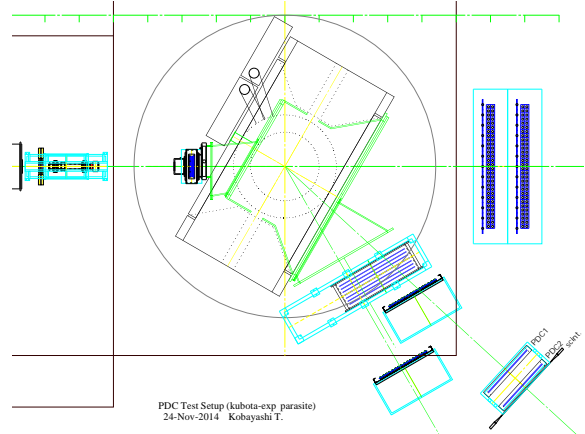 PDC1
PDC2
scint.
PDC Test Setup (kubota-exp parasite)
24-Nov-2014 Kobayashi T.